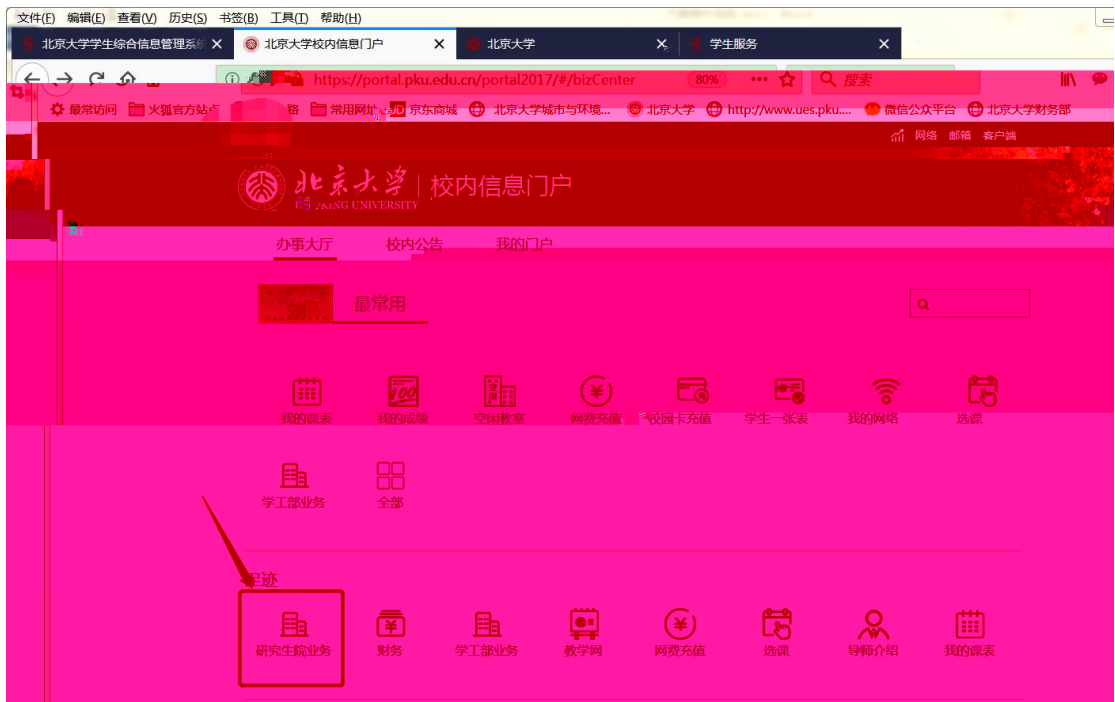 文件(F) 编辑(E) 查看(V) 历史(S) 书签(B) 工具(T) 帮助(H)
北京大学学生综合信息管理系统 北京大学校内信息门户 北京大学 学生服务
https://portal.pku.edu.cn/portal2017/#/bizCenter 80% 搜索
最常访问 火狐官方站点 路 常用网址 JD 京东商城 北京大学城市与环境... 北京大学 http://www.ues.pku.... 微信公众平台 北京大学财务部
网络 邮箱 客户端
北京大学 校内信息门户
UNIVERSITY
办事大厅 校内公告 我的门户
最常用
我的课表 我的成绩 空闲教室 网费充值 校园卡充值 学生一张表 我的网络 选课
学工部业务 全部
足迹
研究生院业务 财务 学工部业务 教学网 网费充值 选课 导师介绍 我的课表